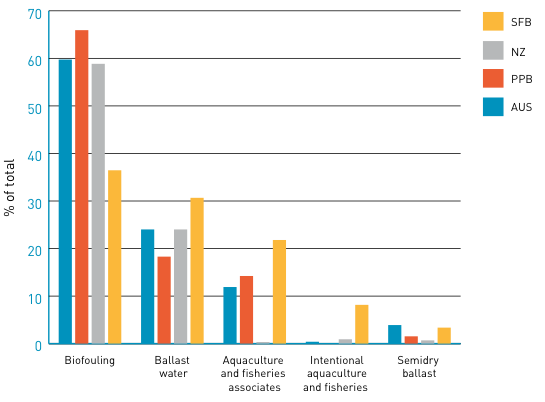 70
60
50
40
30
20
10
0
% of total
Biofouling
Ballast
water
Aquaculture
and fisheries
associates
Intentional
aquaculture
and fisheries
Semidry
ballast
SFB
NZ
PPB
AUS